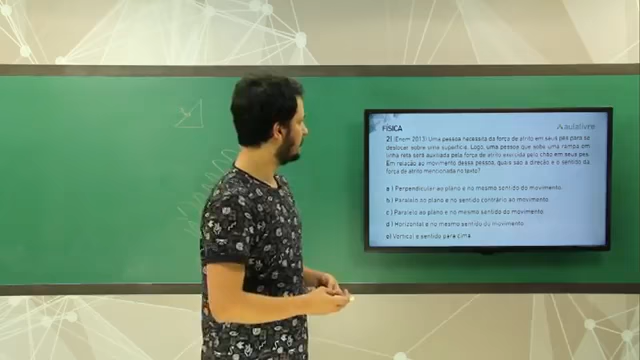 FÍSICA
A aulalivre
2) (Enem 2013) Uma pessoa necessita da força de atrito em seus pés para se
deslocar sobre uma superfície. Logo, uma pessoa que sobe uma rampa em
linha reta será auxiliada pela força de atrito exercida pelo chão em seus pés.
Em relação ao movimento dessa pessoa, quais são a direção e o sentido da
força de atrito mencionada no texto?
a) Perpendicular ao plano e no mesmo sentido do movimento.
b) Paralelo ao plano e no sentido contrário ao movimento.
c) Paralelo ao plano e no mesmo sentido do movimento.
d) Horizontal e no mesmo sentido do movimento.
e) Vertical e sentido para cima.